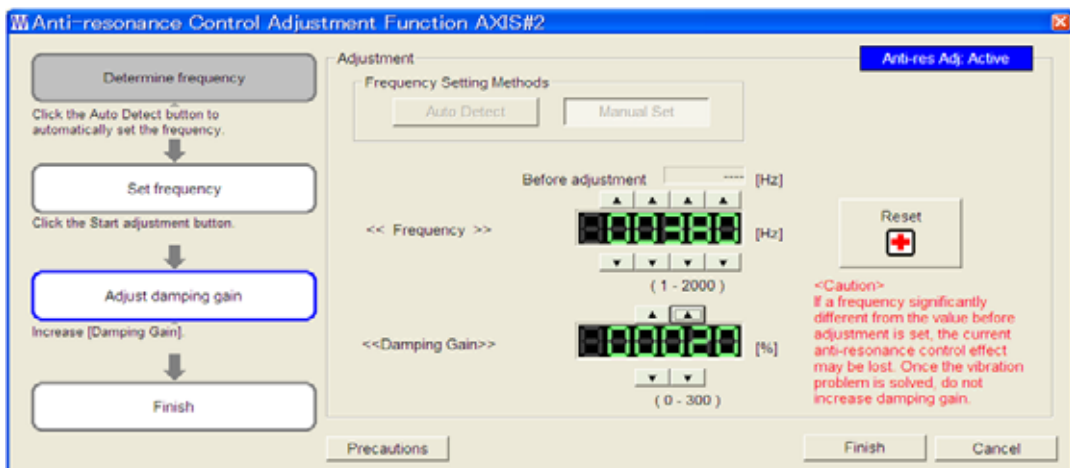 Anti-resonance Control Adjustment Function AXIS#2
Determine frequency
Click the Auto Detect button to
automatically set the frequency.
Set frequency
Click the Start adjustment button.
Adjust damping gain
Increase [Damping Gain].
Finish
Adjustment
Anti-res Adj: Active
Frequency Setting Methods
Auto Detect
Manual Set
Before adjustment ---- [Hz]
<< Frequency >>
[Hz]
( 1 - 2000 )
<<Damping Gain>>
[%]
( 0 - 300 )
Reset
<Caution>
If a frequency significantly
different from the value before
adjustment is set, the current
anti-resonance control effect
may be lost. Once the vibration
problem is solved, do not
increase damping gain.
Precautions
Finish
Cancel